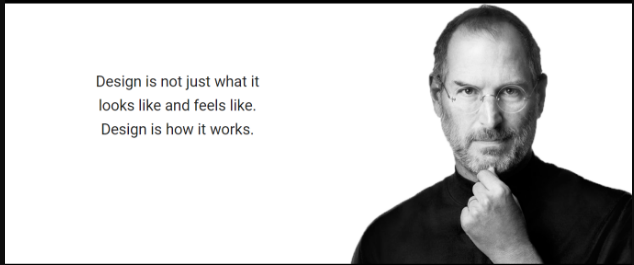 Design is not just what it
looks like and feels like.
Design is how it works.